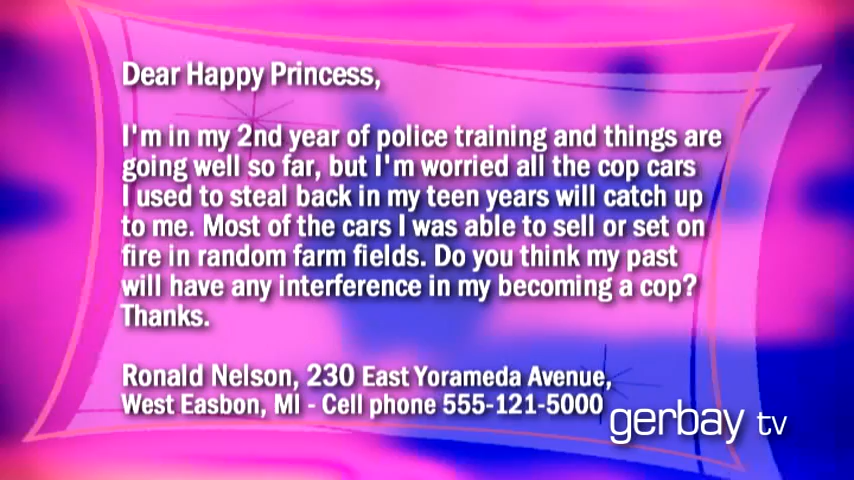 Dear Happy Princess,
I'm in my 2nd year of police training and things are
going well so far, but I'm worried all the cop cars
I used to steal back in my teen years will catch up
to me. Most of the cars I was able to sell or set on
fire in random farm fields. Do you think my past
will have any interference in my becoming a cop?
Thanks.
Ronald Nelson, 230 East Yorameda Avenue,
West Easbon, MI - Cell phone 555-121-5000
gerbay tv